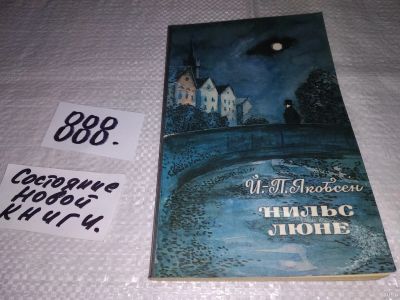 888.
Состояние
новой
книги.
Й.-П.Якобсен
НИЛЬС
ЛЮНЕ